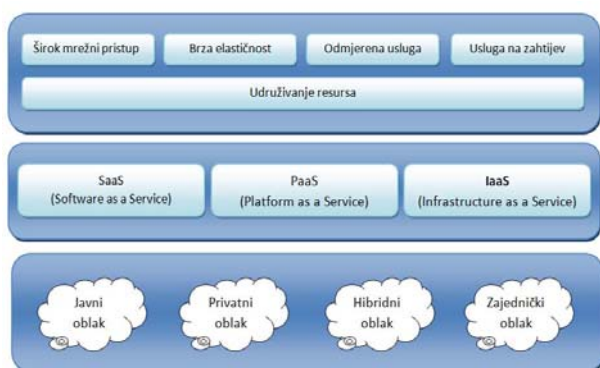 Širok mrežni pristup
Brza elastičnost
Odmjerena usluga
Usluga na zahtijev
Udruživanje resursa
SaaS
(Software as a Service)
PaaS
(Platform as a Service)
IaaS
(Infrastructure as a Service)
Javni
oblak
Privatni
oblak
Hibridni
oblak
Zajednički
oblak